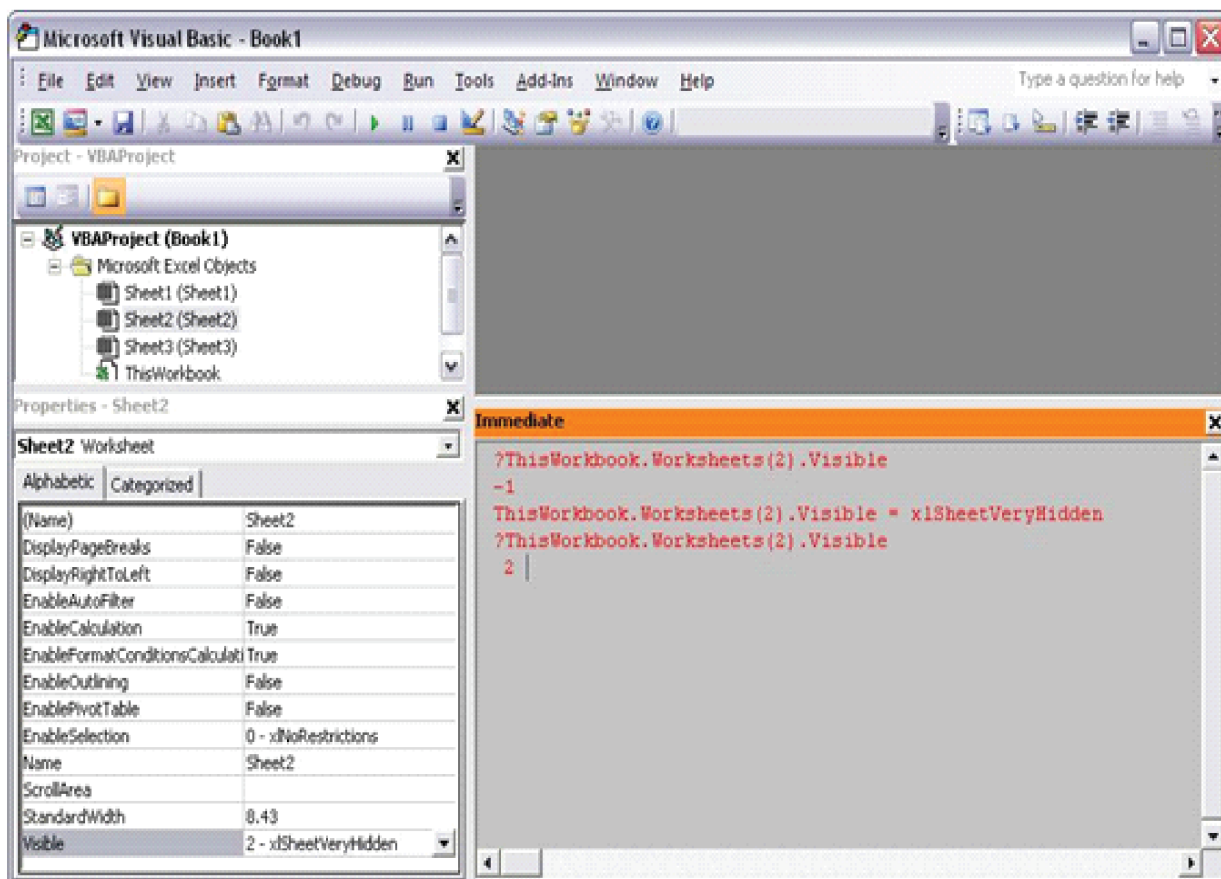 Microsoft Visual Basic - Book1
File Edit View Insert Format Debug Run Tools Add-Ins Window Help Type a question for help
Project - VBAProject
VBAProject (Book1)
Microsoft Excel Objects
Sheet1 (Sheet1)
Sheet2 (Sheet2)
Sheet3 (Sheet3)
ThisWorkbook
Properties - Sheet2
Sheet2 Worksheet
Alphabetic Categorized
(Name) Sheet2
DisplayPageBreaks False
DisplayRightToLeft False
EnableAutoFilter False
EnableCalculation True
EnableFormatConditionsCalculati True
EnableOutlining False
EnablePivotTable False
EnableSelection 0 - xlNoRestrictions
Name Sheet2
ScrollArea
StandardWidth 8.43
Visible 2 - xlSheetVeryHidden
Immediate
?ThisWorkbook.Worksheets(2).Visible
-1
ThisWorkbook.Worksheets(2).Visible = xlSheetVeryHidden
?ThisWorkbook.Worksheets(2).Visible
2